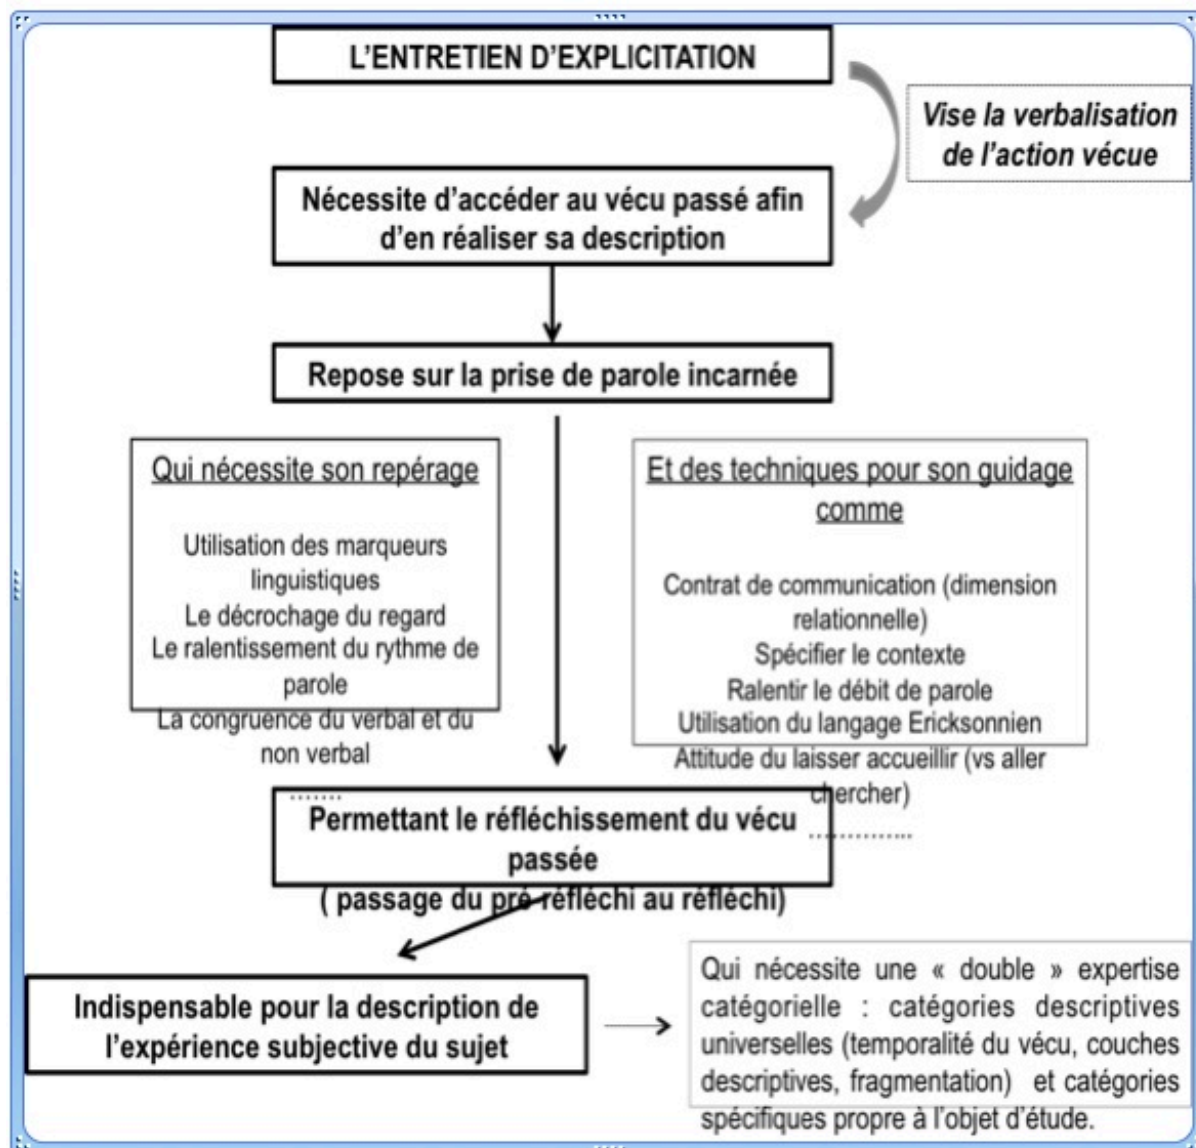 L'ENTRETIEN D'EXPLICITATION
Vise la verbalisation
de l'action vécue
Nécessite d'accéder au vécu passé afin
d'en réaliser sa description
Repose sur la prise de parole incarnée
Qui nécessite son repérage
Utilisation des marqueurs
linguistiques
Le décrochage du regard
Le ralentissement du rythme de
parole
La congruence du verbal et du
non verbal
.......
Et des techniques pour son guidage
comme
Contrat de communication (dimension
relationnelle)
Spécifier le contexte
Ralentir le débit de parole
Utilisation du langage Ericksonnien
Attitude du laisser accueillir (vs aller
chercher)
..............
Permettant le réfléchissement du vécu
passée
( passage du pré réfléchi au réfléchi)
Indispensable pour la description de
l'expérience subjective du sujet
Qui nécessite une « double » expertise
catégorielle : catégories descriptives
universelles (temporalité du vécu, couches
descriptives, fragmentation) et catégories
spécifiques propre à l'objet d'étude.